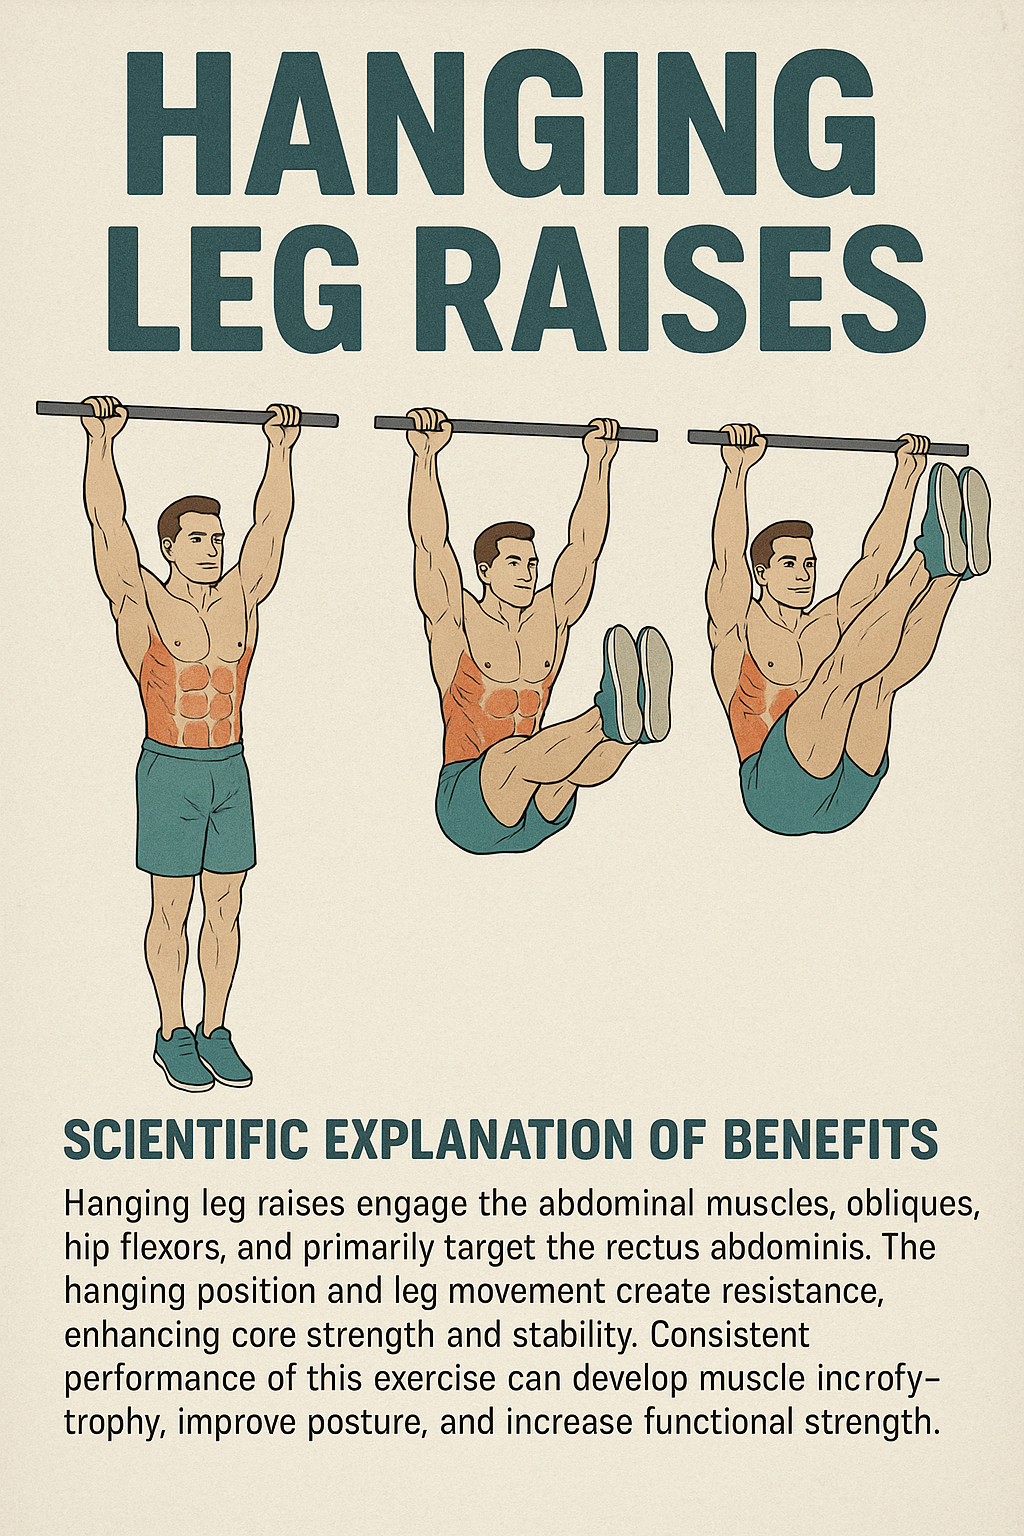 HANGING
LEG RAISES
SCIENTIFIC EXPLANATION OF BENEFITS
Hanging leg raises engage the abdominal muscles, obliques,
hip flexors, and primarily target the rectus abdominis. The
hanging position and leg movement create resistance,
enhancing core strength and stability. Consistent
performance of this exercise can develop muscle incrofy–
trophy, improve posture, and increase functional strength.